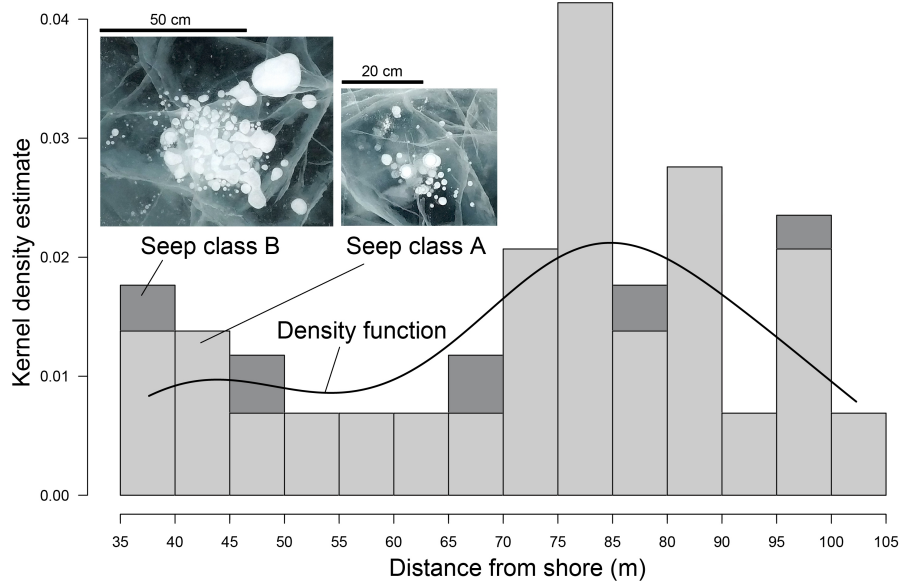 50 cm
20 cm
Seep class B
Seep class A
Density function
Kernel density estimate
0.04
0.03
0.02
0.01
0.00
35 40 45 50 55 60 65 70 75 85 80 90 95 100 105
Distance from shore (m)